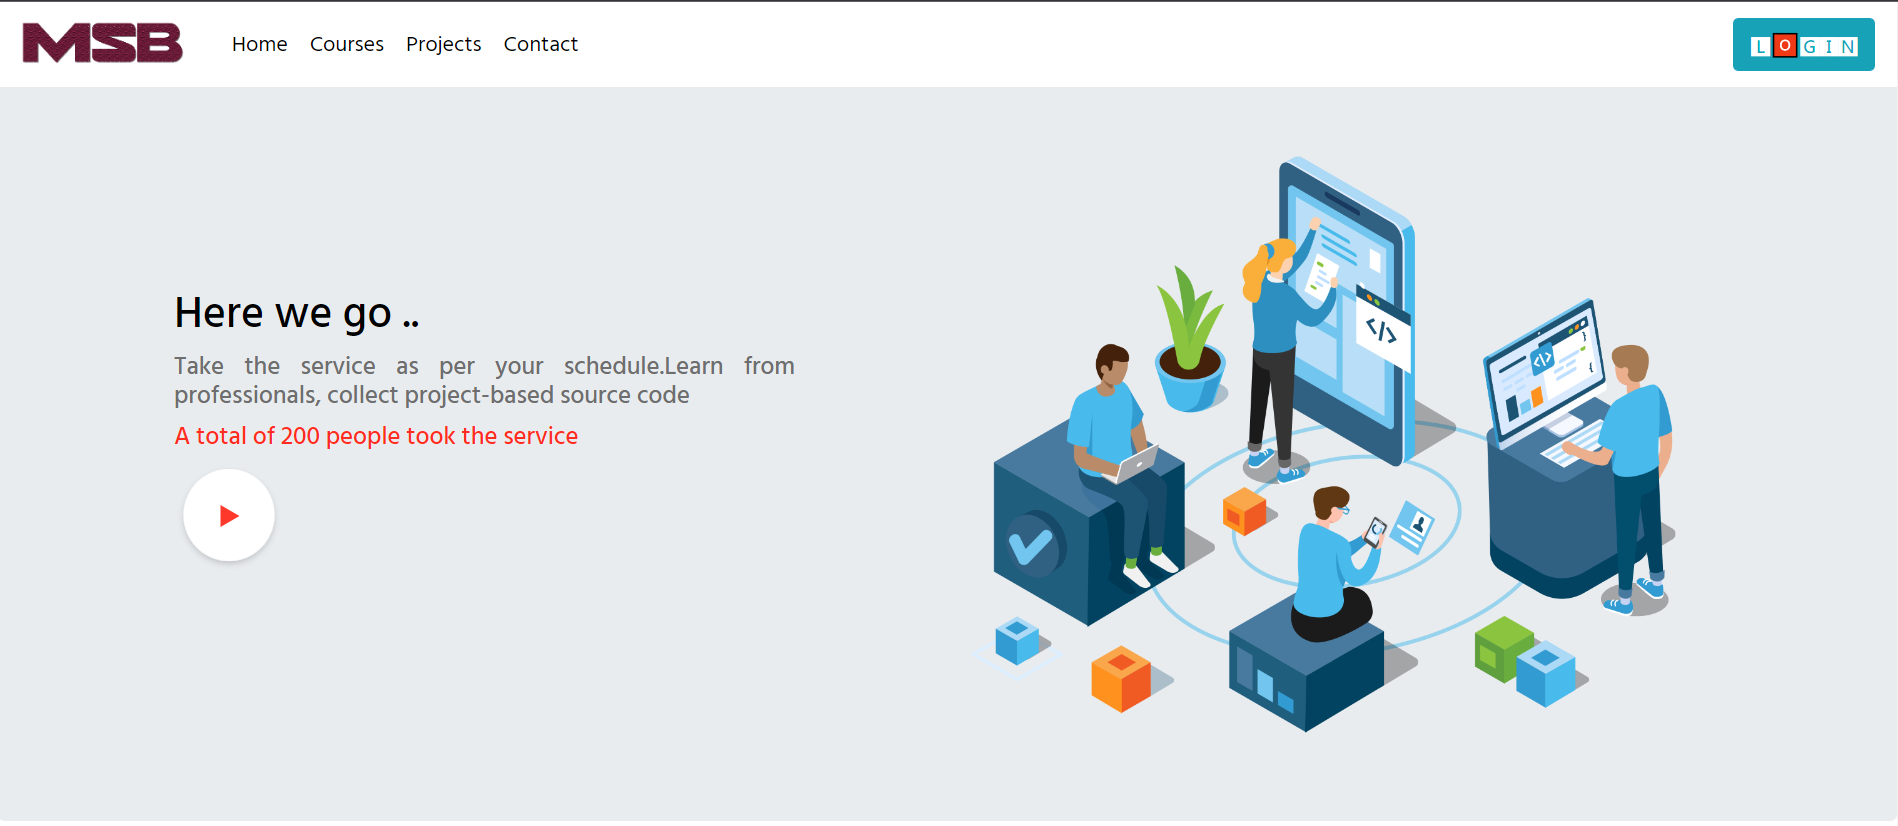 MSB Home Courses Projects Contact LOGIN
Here we go ..
Take the service as per your schedule.Learn from
professionals, collect project-based source code
A total of 200 people took the service
</>
</>